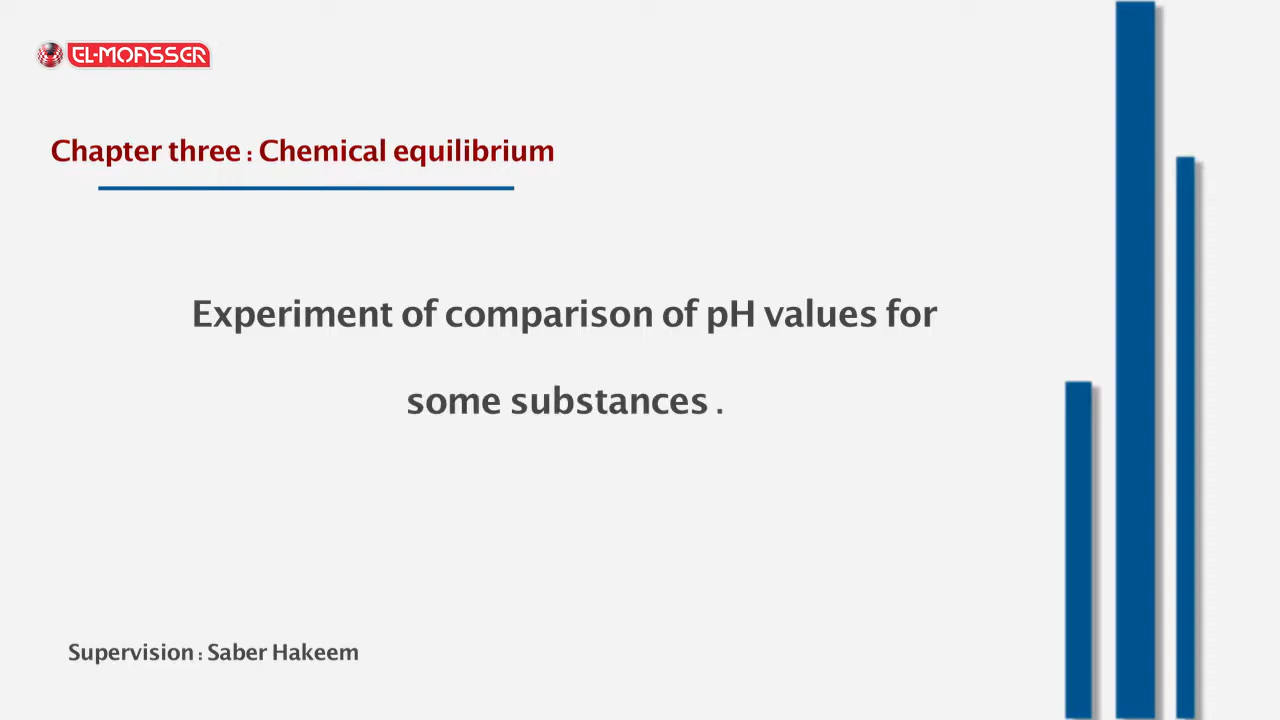 EL-MOASSER
Chapter three : Chemical equilibrium
Experiment of comparison of pH values for
some substances .
Supervision : Saber Hakeem